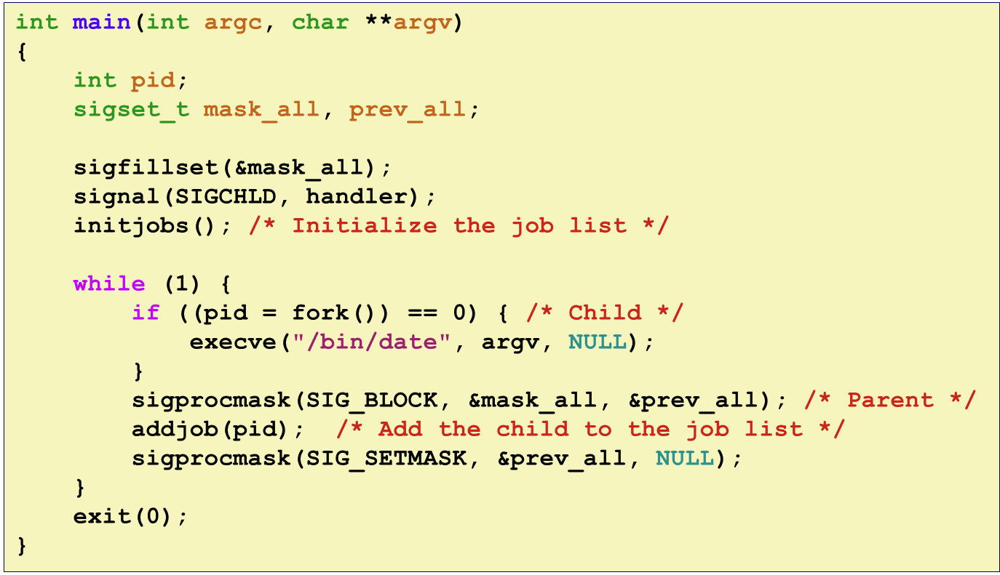 int main(int argc, char **argv)
{
    int pid;
    sigset_t mask_all, prev_all;

    sigfillset(&mask_all);
    signal(SIGCHLD, handler);
    initjobs(); /* Initialize the job list */

    while (1) {
        if ((pid = fork()) == 0) { /* Child */
            execve("/bin/date", argv, NULL);
        }
        sigprocmask(SIG_BLOCK, &mask_all, &prev_all); /* Parent */
        addjob(pid);  /* Add the child to the job list */
        sigprocmask(SIG_SETMASK, &prev_all, NULL);
    }
    exit(0);
}